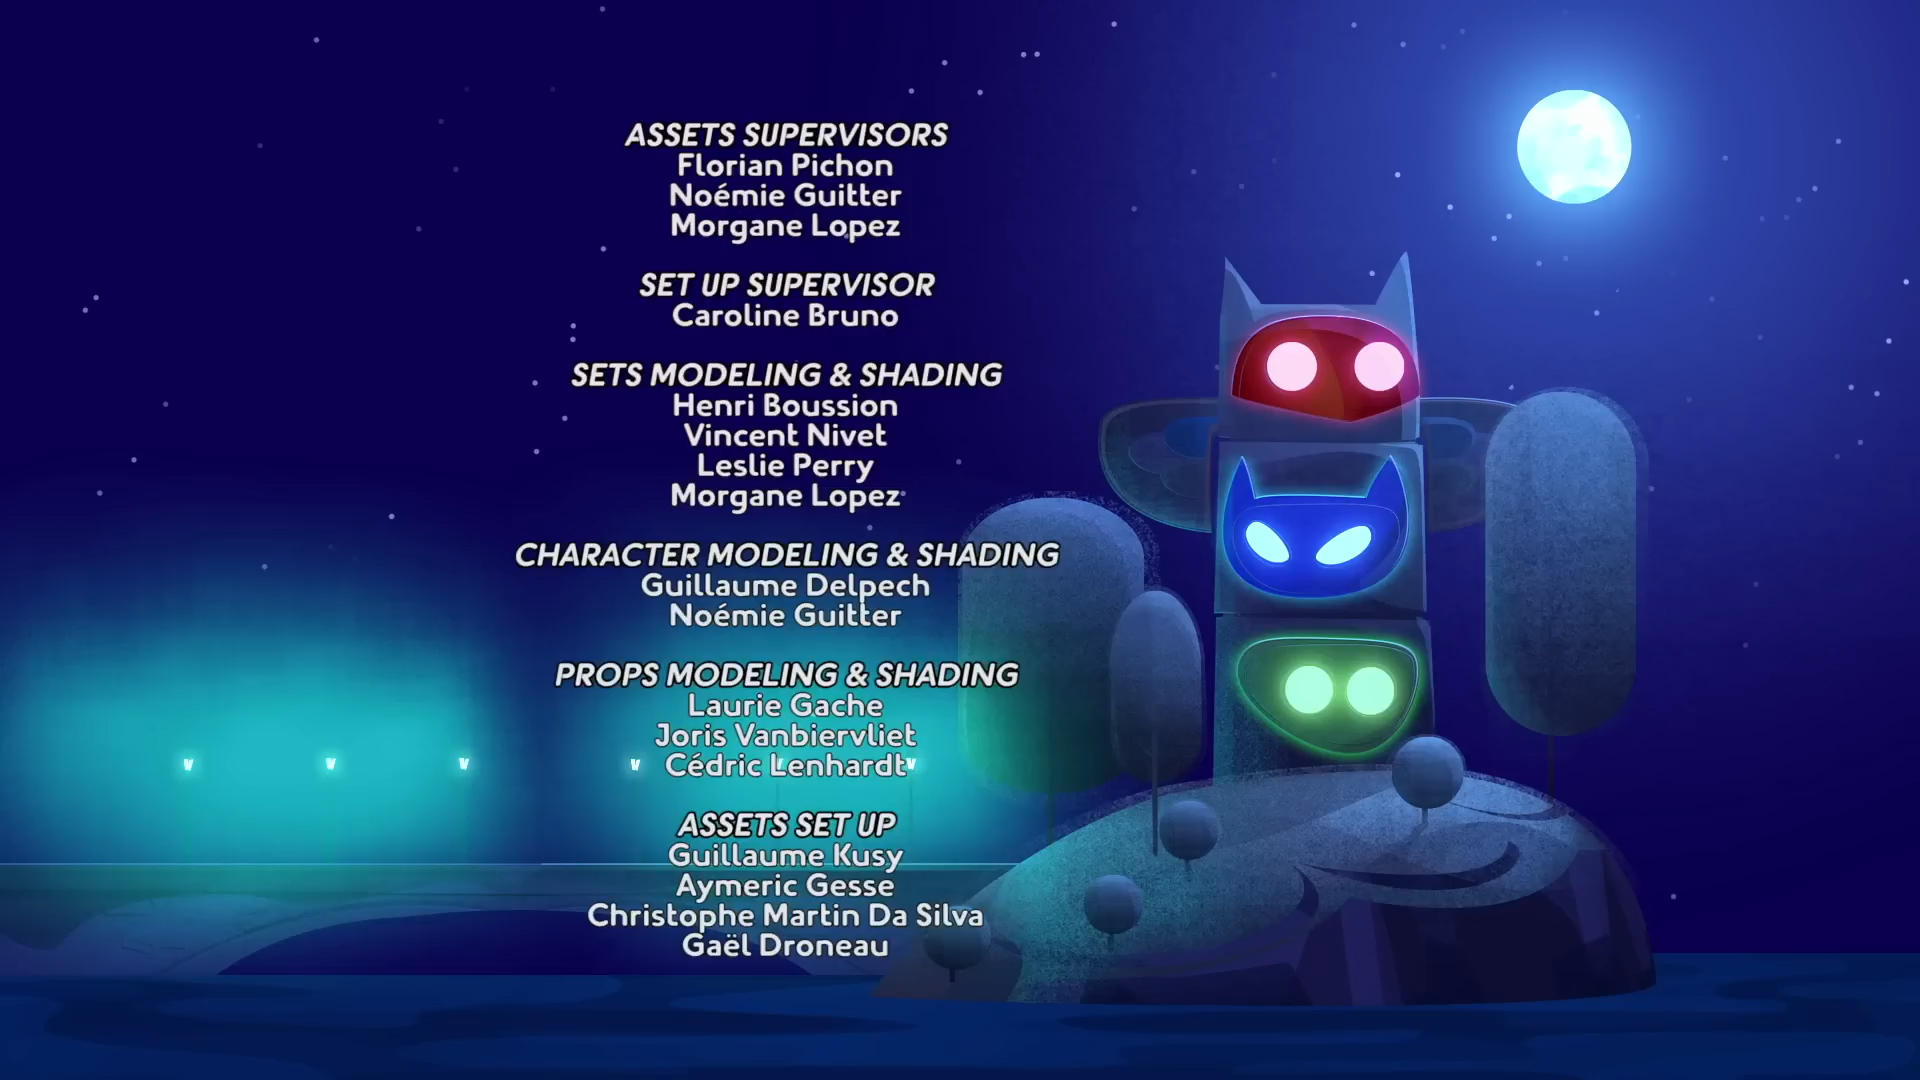 ASSETS SUPERVISORS
Florian Pichon
Noémie Guitter
Morgane Lopez
SET UP SUPERVISOR
Caroline Bruno
SETS MODELING & SHADING
Henri Boussion
Vincent Nivet
Leslie Perry
Morgane Lopez
CHARACTER MODELING & SHADING
Guillaume Delpech
Noémie Guitter
PROPS MODELING & SHADING
Laurie Gache
Joris Vanbiervliet
Cédric Lenhardt
ASSETS SET UP
Guillaume Kusy
Aymeric Gesse
Christophe Martin Da Silva
Gaël Droneau